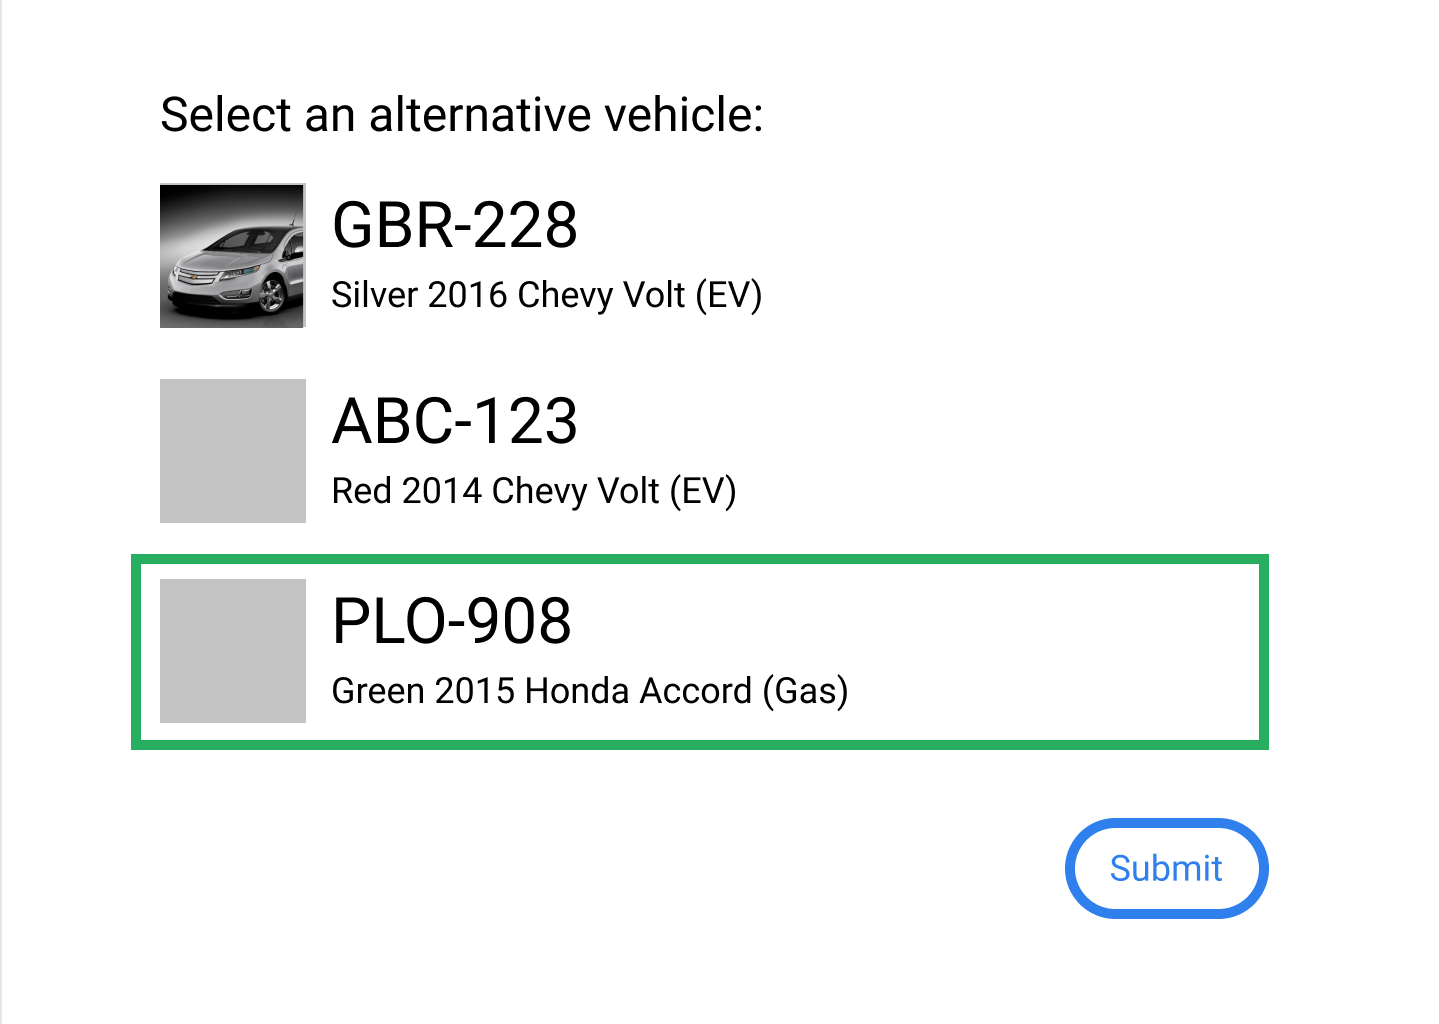 Select an alternative vehicle:
GBR-228
Silver 2016 Chevy Volt (EV)
ABC-123
Red 2014 Chevy Volt (EV)
PLO-908
Green 2015 Honda Accord (Gas)
Submit